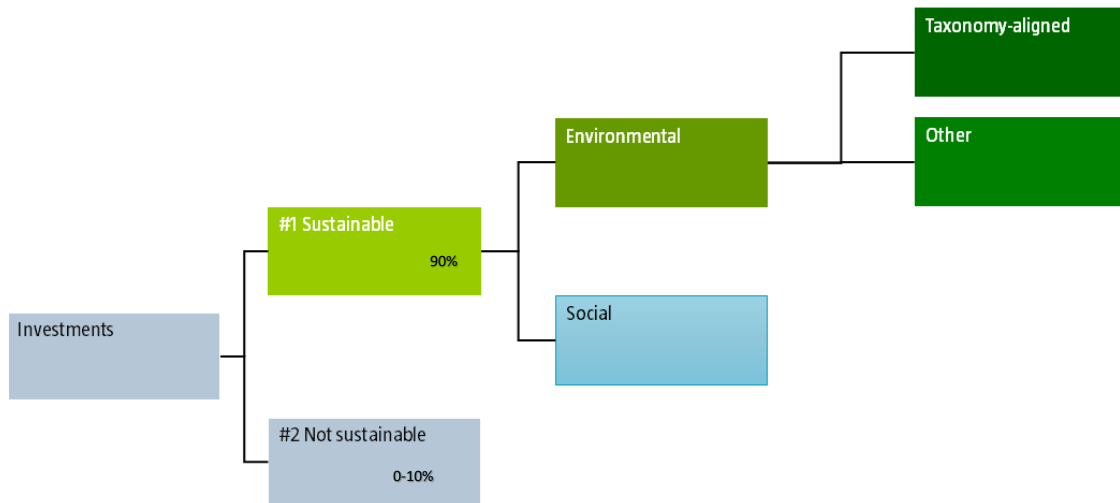 Taxonomy-aligned
Other
Environmental
#1 Sustainable
90%
Social
Investments
#2 Not sustainable
0-10%